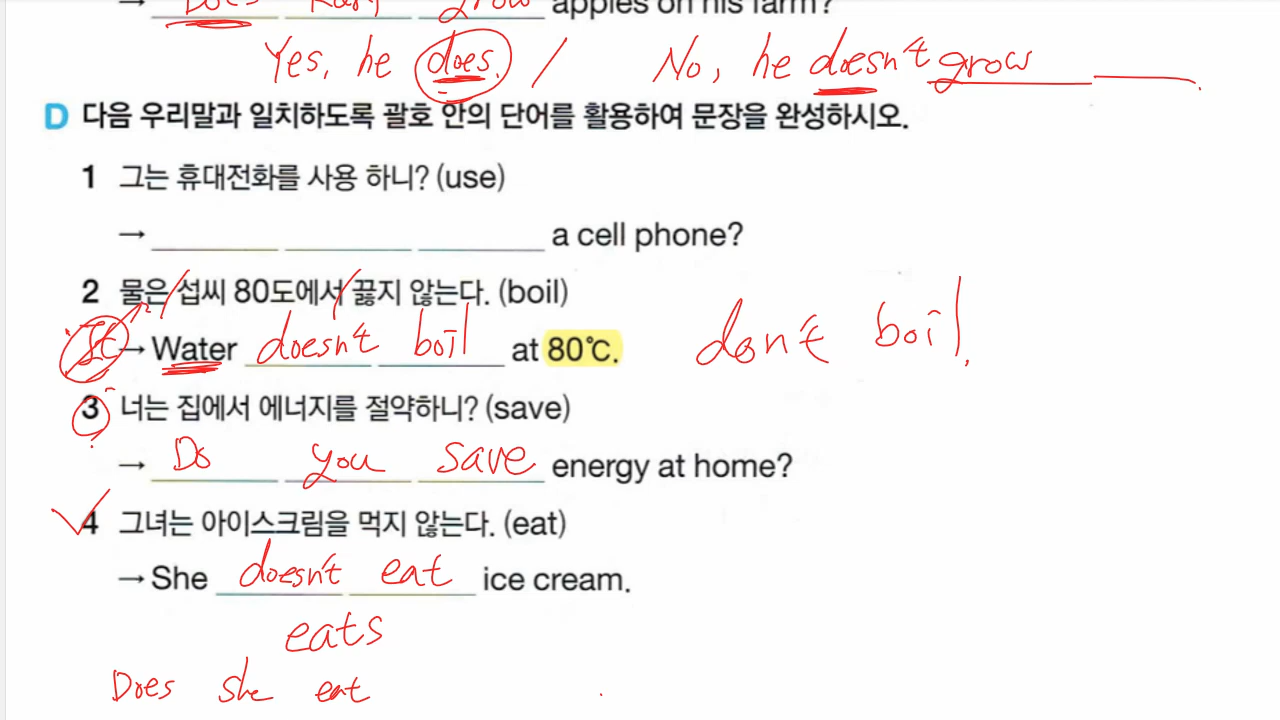 → Does grow apples on his farm?
Yes, he does. / No, he doesn't grow
D 다음 우리말과 일치하도록 괄호 안의 단어를 활용하여 문장을 완성하시오.
1 그는 휴대전화를 사용 하니? (use)
→ a cell phone?
2 물은 / 섭씨 80도에서 / 끓지 않는다. (boil)
It → Water doesn't boil at 80℃. don't boil.
3 너는 집에서 에너지를 절약하니? (save)
→ Do you save energy at home?
4 그녀는 아이스크림을 먹지 않는다. (eat)
→ She doesn't eat ice cream.
eats
Does she eat